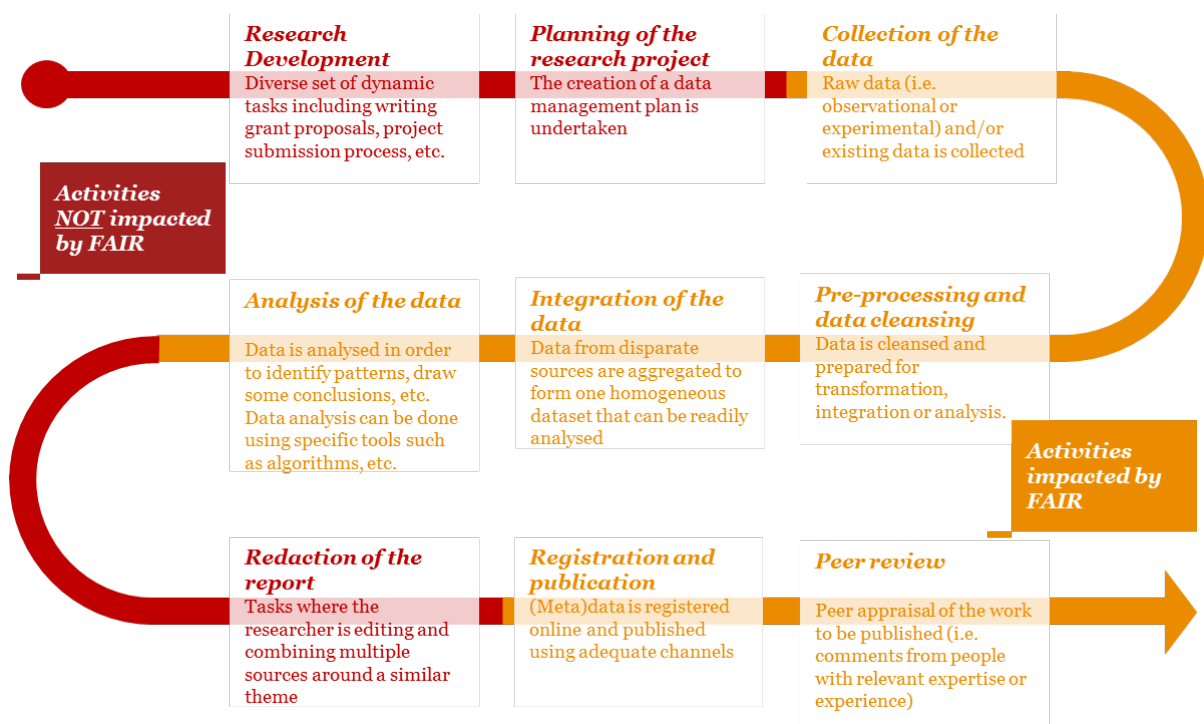 Research
Development
Diverse set of dynamic
tasks including writing
grant proposals, project
submission process, etc.
Planning of the
research project
The creation of a data
management plan is
undertaken
Collection of the
data
Raw data (i.e.
observational or
experimental) and/or
existing data is collected
Activities
NOT impacted
by FAIR
Pre-processing and
data cleansing
Data is cleansed and
prepared for
transformation,
integration or analysis.
Integration of the
data
Data from disparate
sources are aggregated to
form one homogeneous
dataset that can be readily
analysed
Analysis of the data
Data is analysed in order
to identify patterns, draw
some conclusions, etc.
Data analysis can be done
using specific tools such
as algorithms, etc.
Activities
impacted by
FAIR
Redaction of the
report
Tasks where the
researcher is editing and
combining multiple
sources around a similar
theme
Registration and
publication
(Meta)data is registered
online and published
using adequate channels
Peer review
Peer appraisal of the work
to be published (i.e.
comments from people
with relevant expertise or
experience)